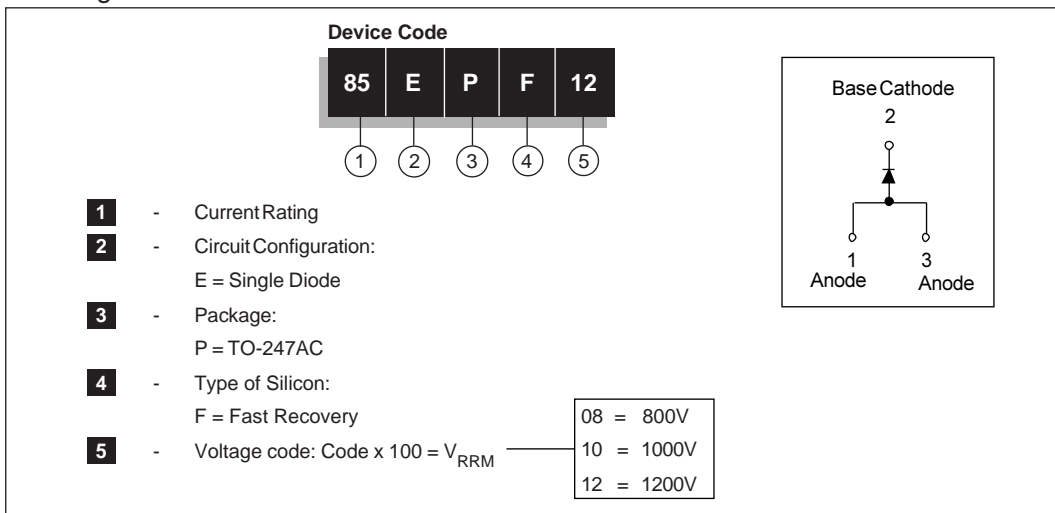 Device Code
85 E P F 12
1 2 3 4 5
Base Cathode
2
1
Anode
3
Anode
1 - Current Rating
2 - Circuit Configuration:
E = Single Diode
3 - Package:
P = TO-247AC
4 - Type of Silicon:
F = Fast Recovery
5 - Voltage code: Code x 100 = VRRM
08 = 800V
10 = 1000V
12 = 1200V